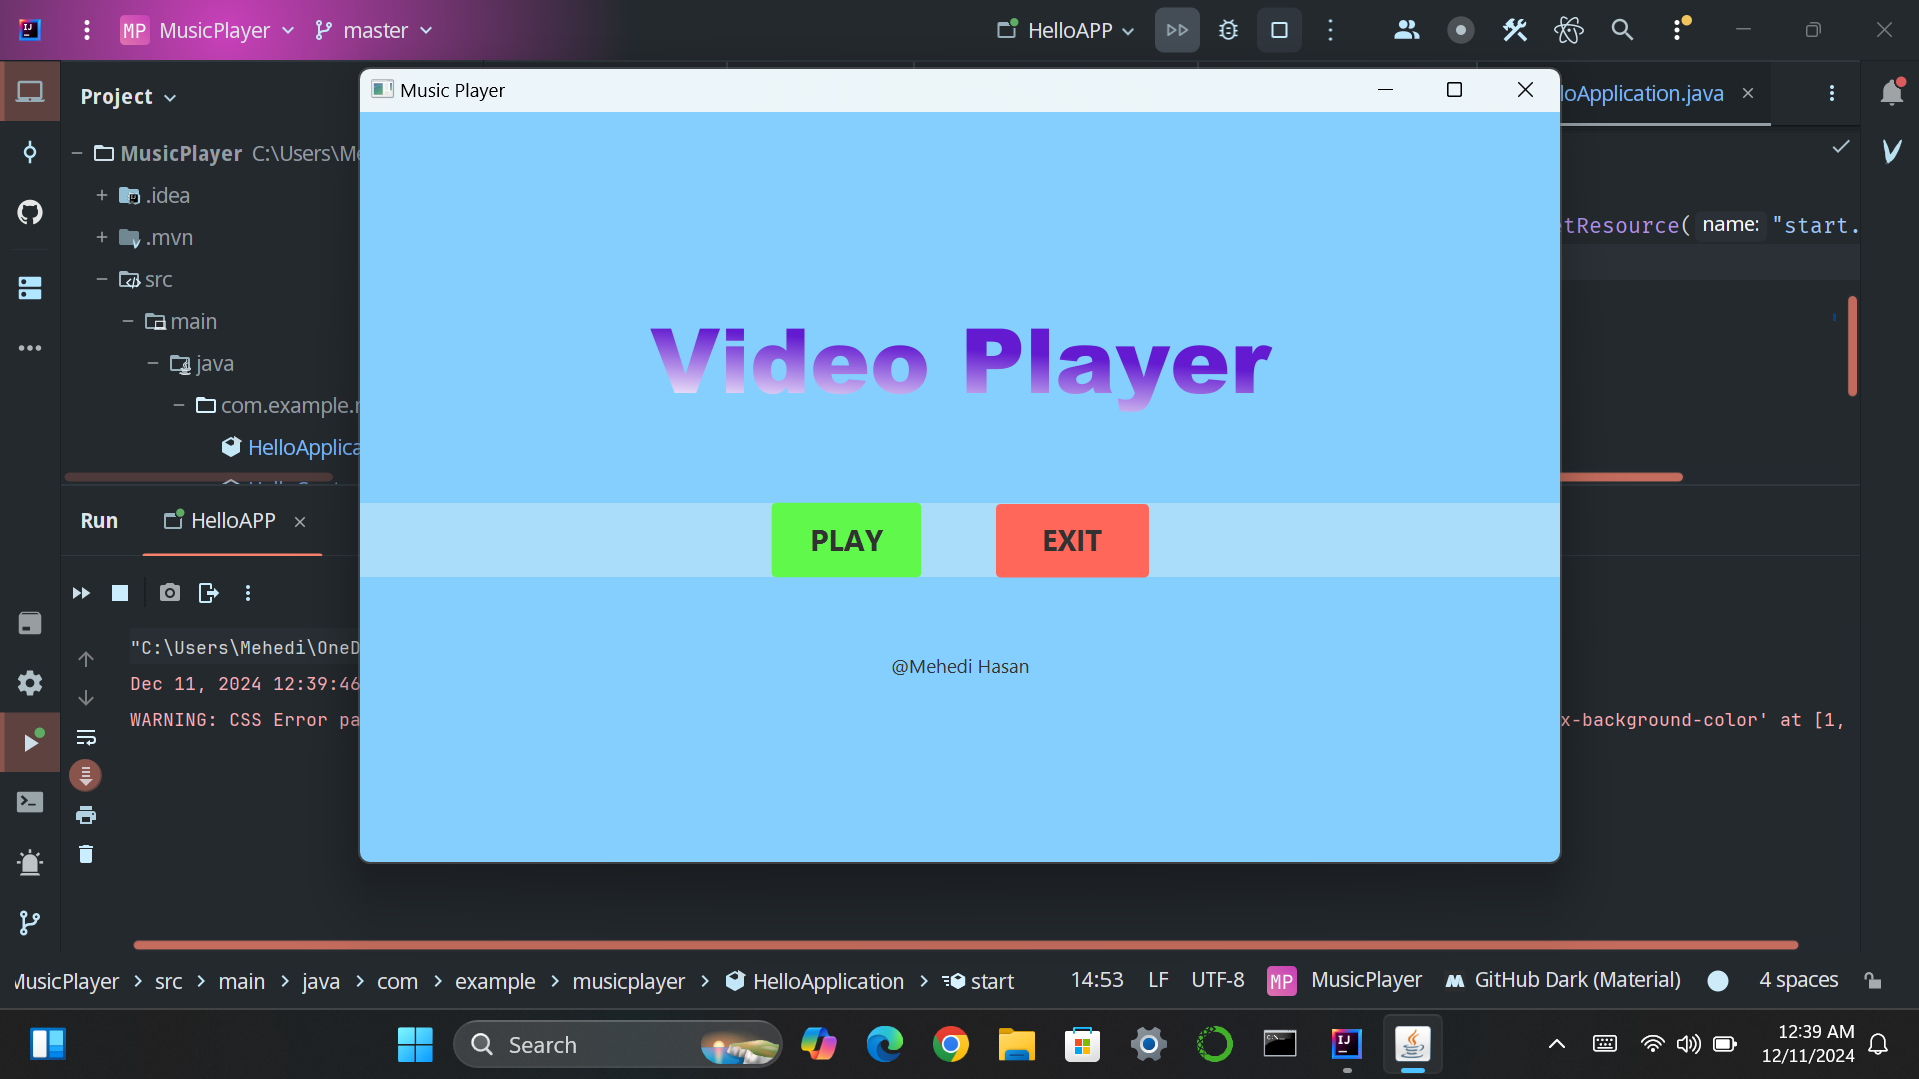 MP MusicPlayer master HelloAPP
Project
Music Player
loApplication.java
MusicPlayer C:\Users\Me
.idea
.mvn
src
main
java
com.example.
HelloApplica
tResource( name: "start.
Video Player
PLAY EXIT
@Mehedi Hasan
Run HelloAPP
"C:\Users\Mehedi\OneD
Dec 11, 2024 12:39:46
WARNING: CSS Error pa x-background-color' at [1,
MusicPlayer > src > main > java > com > example > musicplayer > HelloApplication > start 14:53 LF UTF-8 MP MusicPlayer GitHub Dark (Material) 4 spaces
Search
12:39 AM
12/11/2024